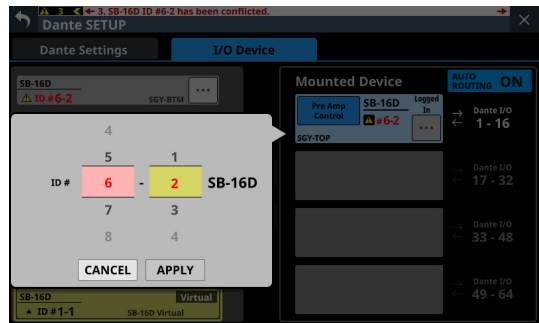 3 ← 3. SB-16D ID #6-2 has been conflicted. →
Dante SETUP
Dante Settings
I/O Device
SB-16D
ID #6-2
SGY-BTM
...
4
5 1
ID # 6 - 2 SB-16D
7 3
8 4
CANCEL APPLY
SB-16D Virtual
ID #1-1 SB-16D Virtual
Mounted Device
AUTO ROUTING ON
Pre Amp
Control
SB-16D
#6-2
Logged
In
...
SGY-TOP
Dante I/O
1 - 16
Dante I/O
17 - 32
Dante I/O
33 - 48
Dante I/O
49 - 64